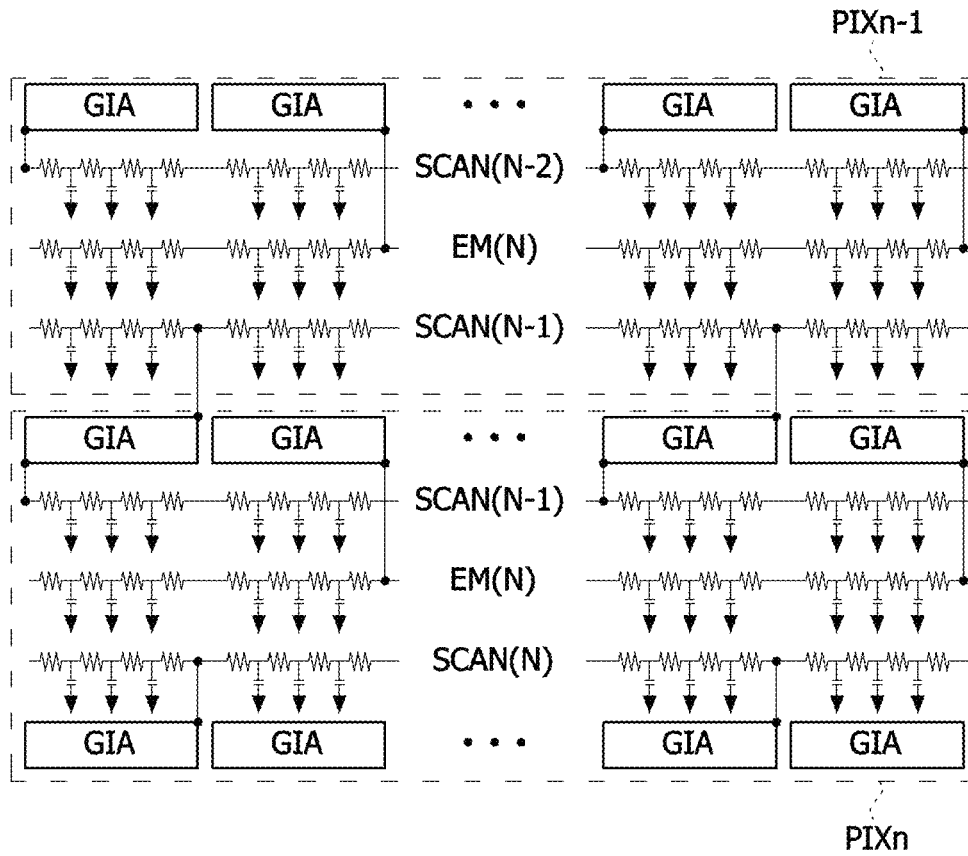 PIXn-1
GIA GIA • • • GIA GIA
SCAN(N-2)
EM(N)
SCAN(N-1)
GIA GIA • • • GIA GIA
SCAN(N-1)
EM(N)
SCAN(N)
GIA GIA • • • GIA GIA
PIXn